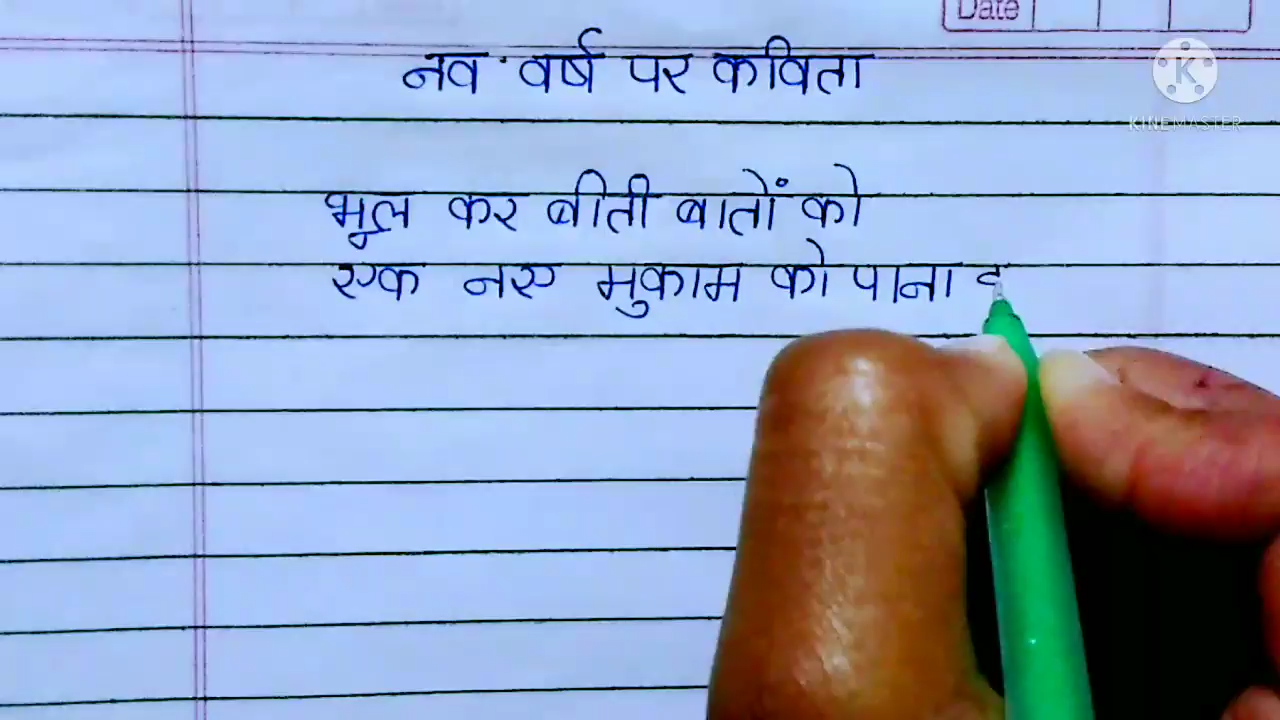 Date
नव वर्ष पर कविता
KINEMASTER
भूल कर बीती बातों को
एक नए मुकाम को पाना